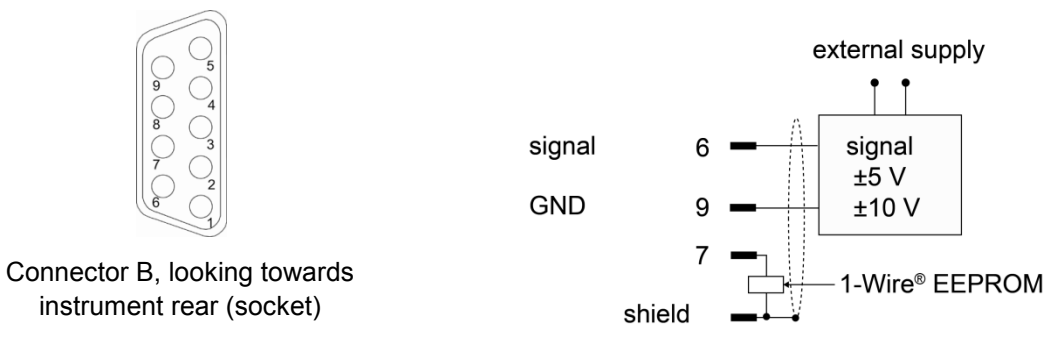 5
9
4
8
3
7
2
6
1
Connector B, looking towards
instrument rear (socket)
external supply
signal 6 signal
±5 V
GND 9 ±10 V
7
1-Wire® EEPROM
shield